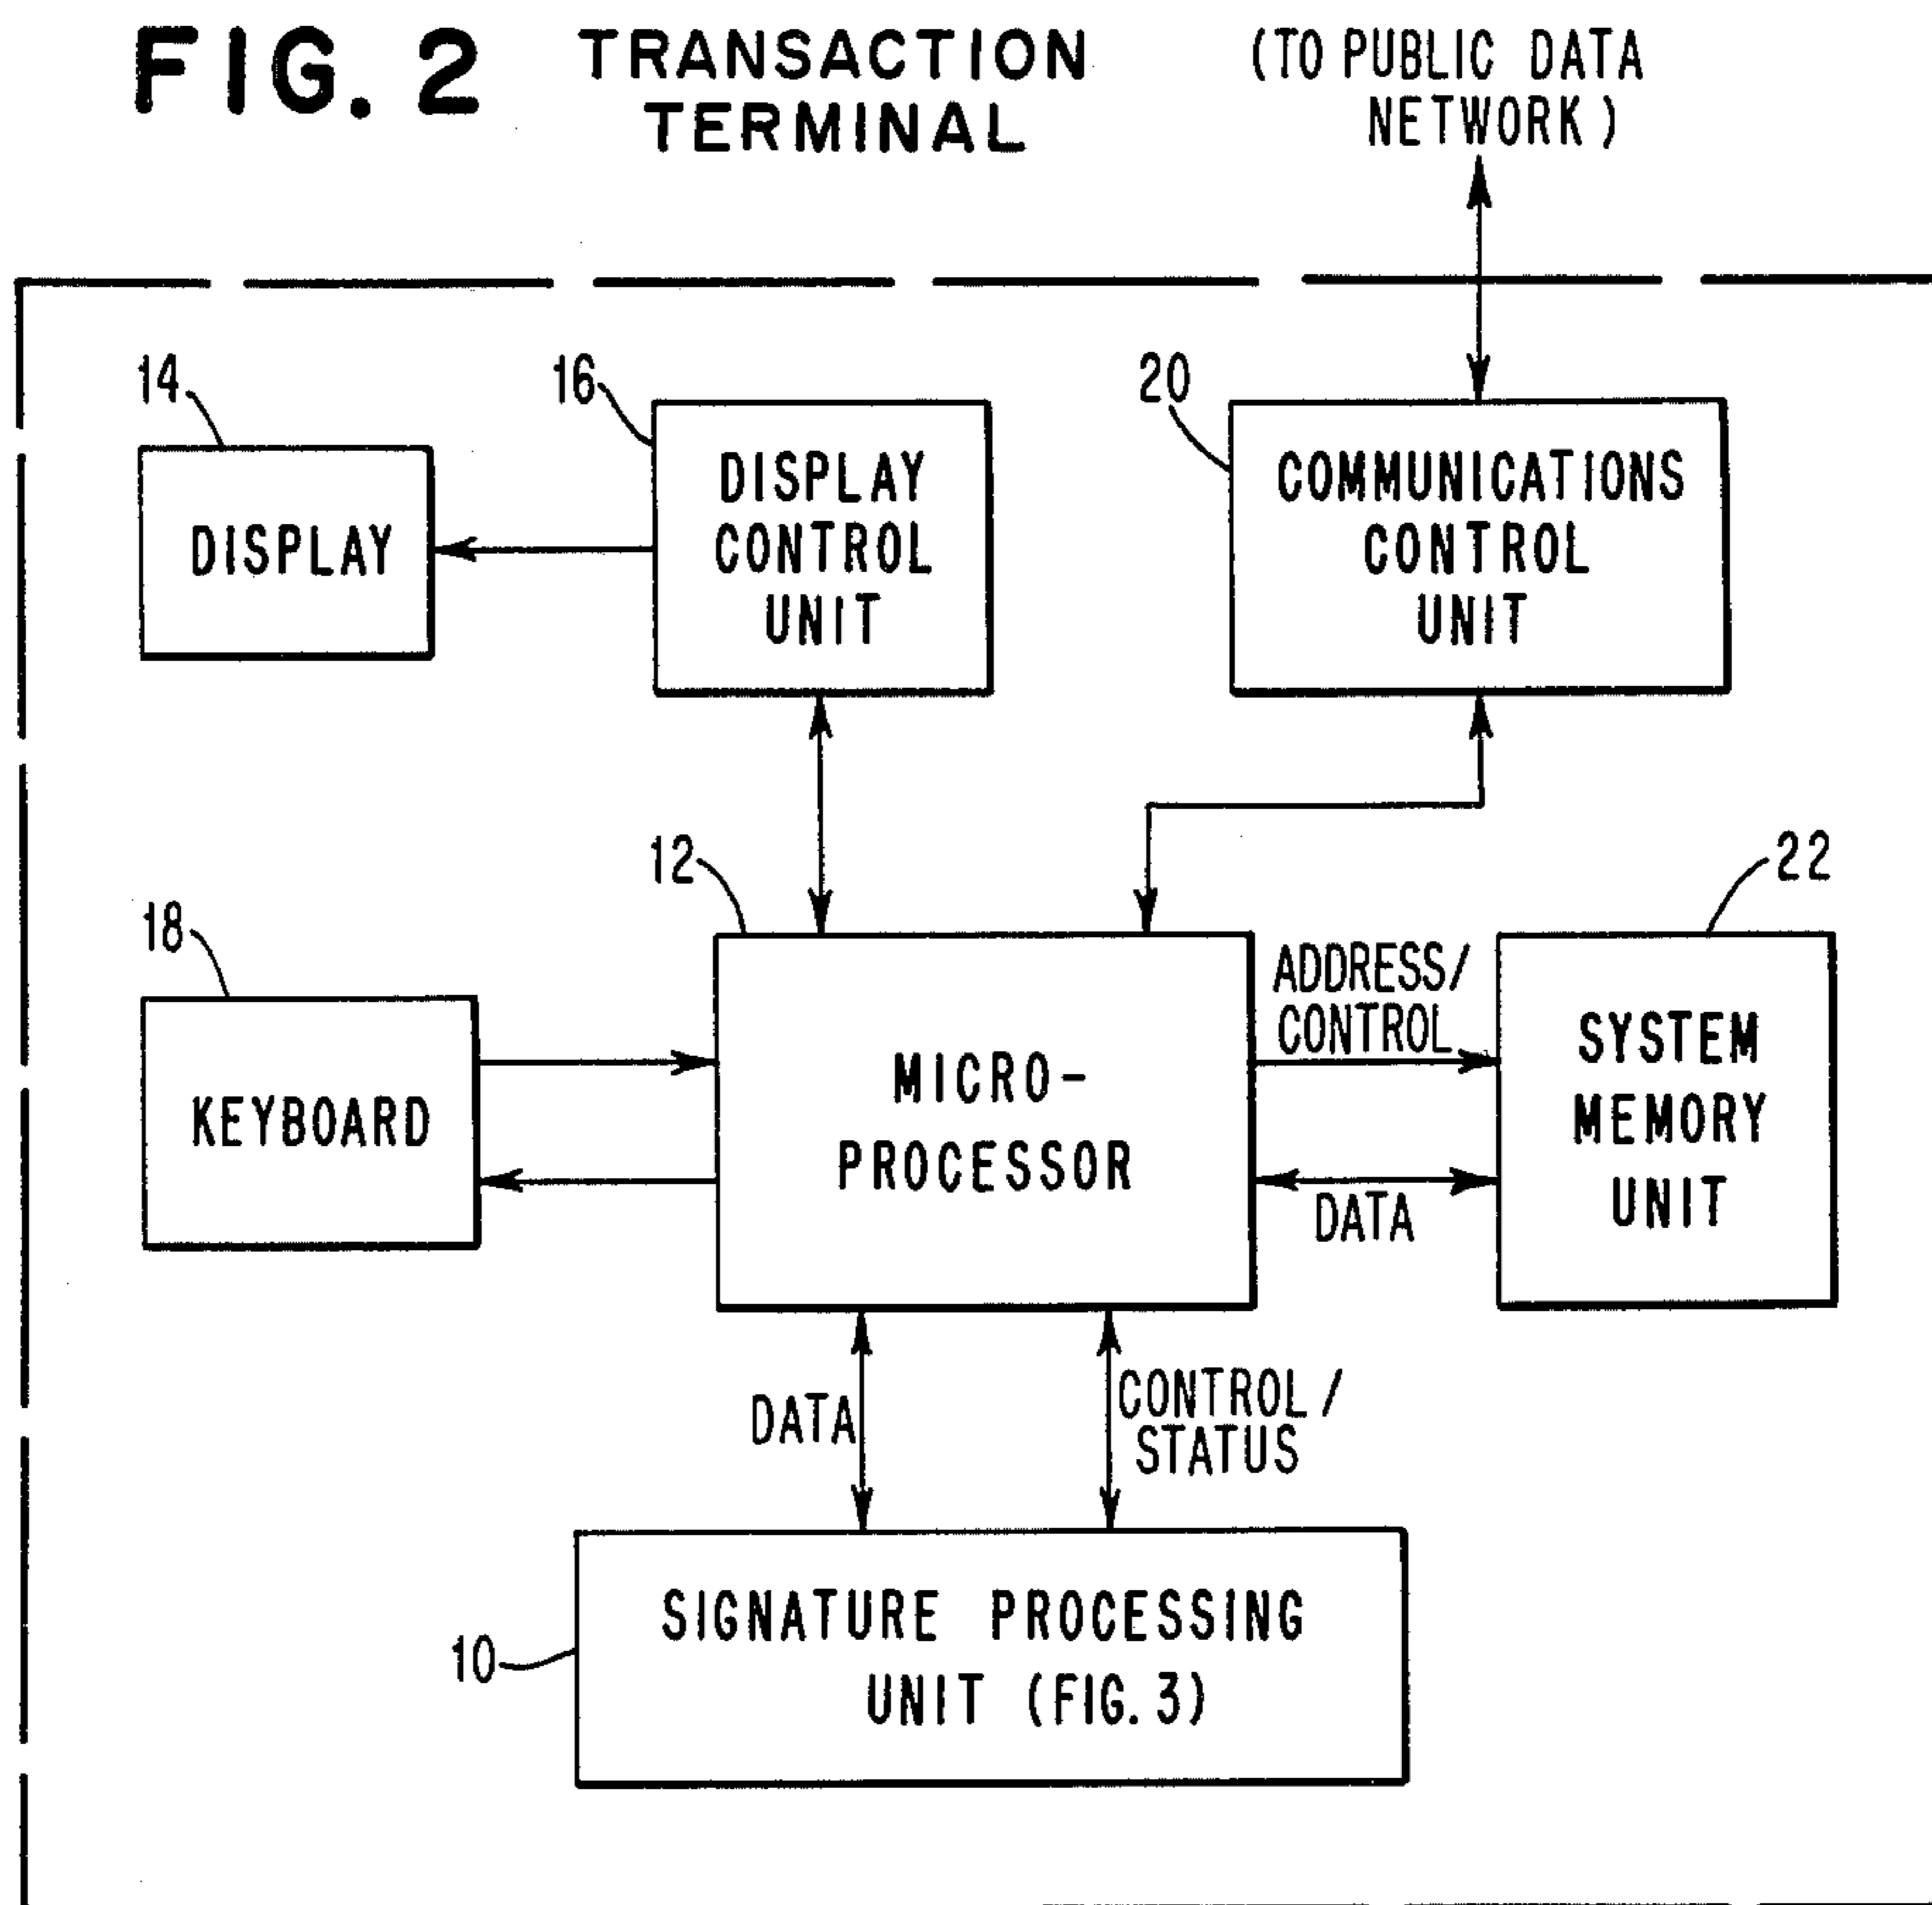 FIG. 2
TRANSACTION
TERMINAL
(TO PUBLIC DATA
NETWORK)
14
16
20
DISPLAY
DISPLAY
CONTROL
UNIT
COMMUNICATIONS
CONTROL
UNIT
12
22
18
KEYBOARD
MICRO-
PROCESSOR
ADDRESS/
CONTROL
DATA
SYSTEM
MEMORY
UNIT
DATA
CONTROL/
STATUS
10
SIGNATURE PROCESSING
UNIT (FIG. 3)